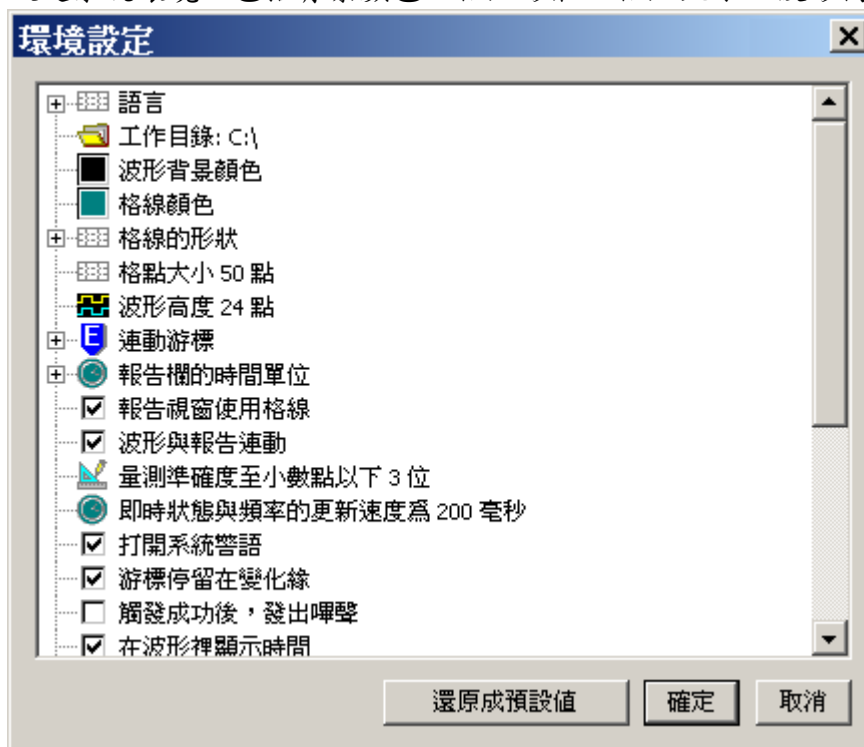 環境設定
語言
工作目錄: C:\
波形背景顏色
格線顏色
格線的形狀
格點大小 50 點
波形高度 24 點
E 連動游標
報告欄的時間單位
報告視窗使用格線
波形與報告連動
量測準確度至小數點以下 3 位
即時狀態與頻率的更新速度為 200 毫秒
打開系統警語
游標停留在變化緣
觸發成功後，發出嗶聲
在波形裡顯示時間
還原成預設值 確定 取消